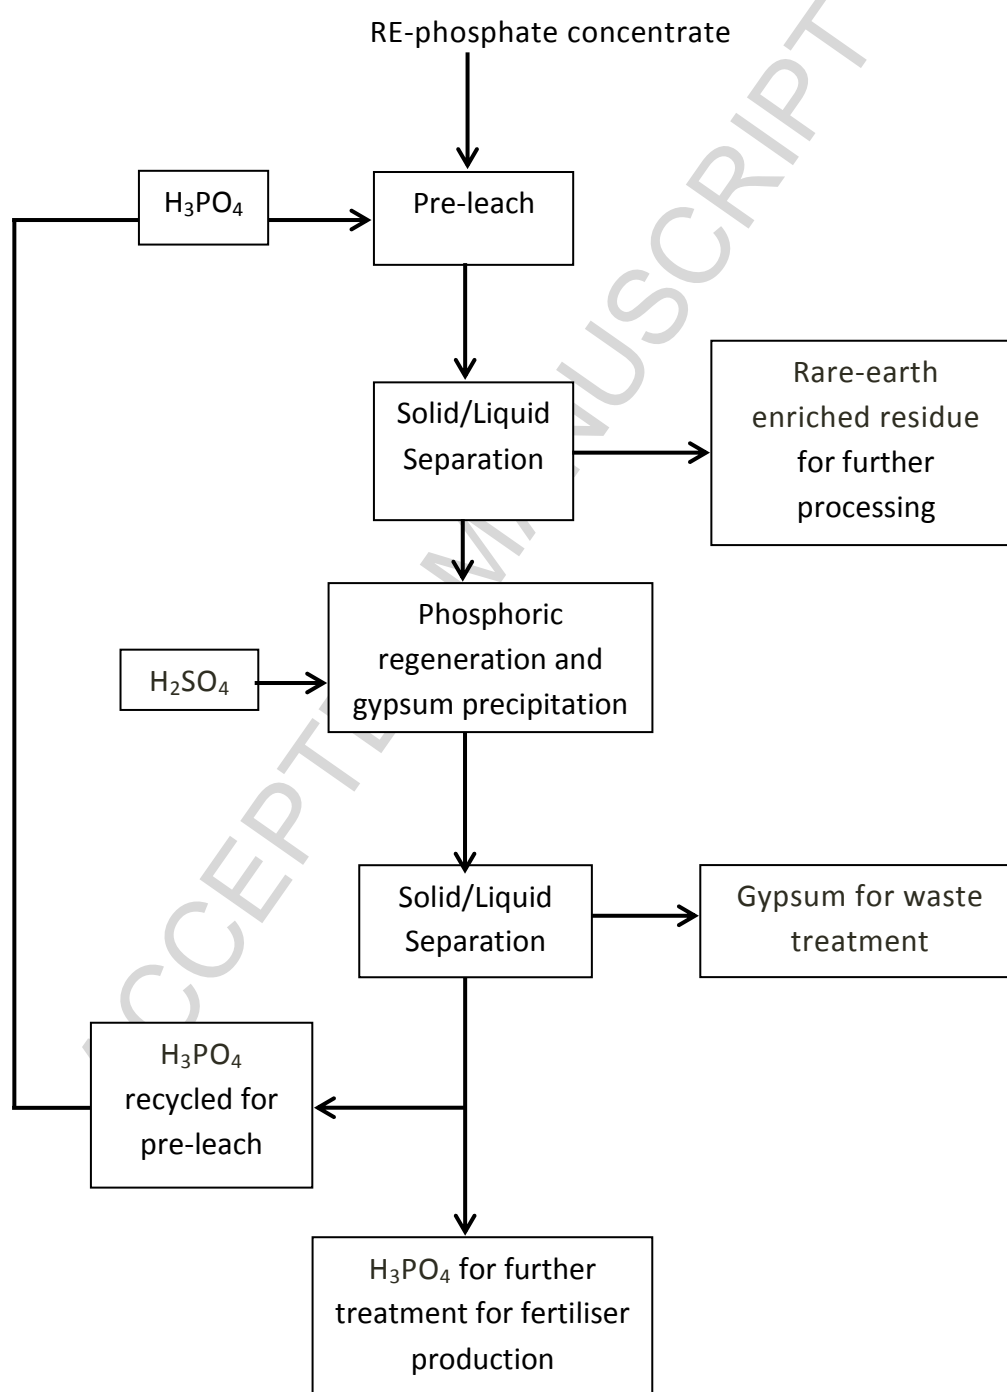 RE-phosphate concentrate
H₃PO₄
Pre-leach
Solid/Liquid
Separation
Rare-earth
enriched residue
for further
processing
Phosphoric
regeneration and
gypsum precipitation
H₂SO₄
Solid/Liquid
Separation
Gypsum for waste
treatment
H₃PO₄
recycled for
pre-leach
H₃PO₄ for further
treatment for fertiliser
production
ACCEPTED MANUSCRIPT